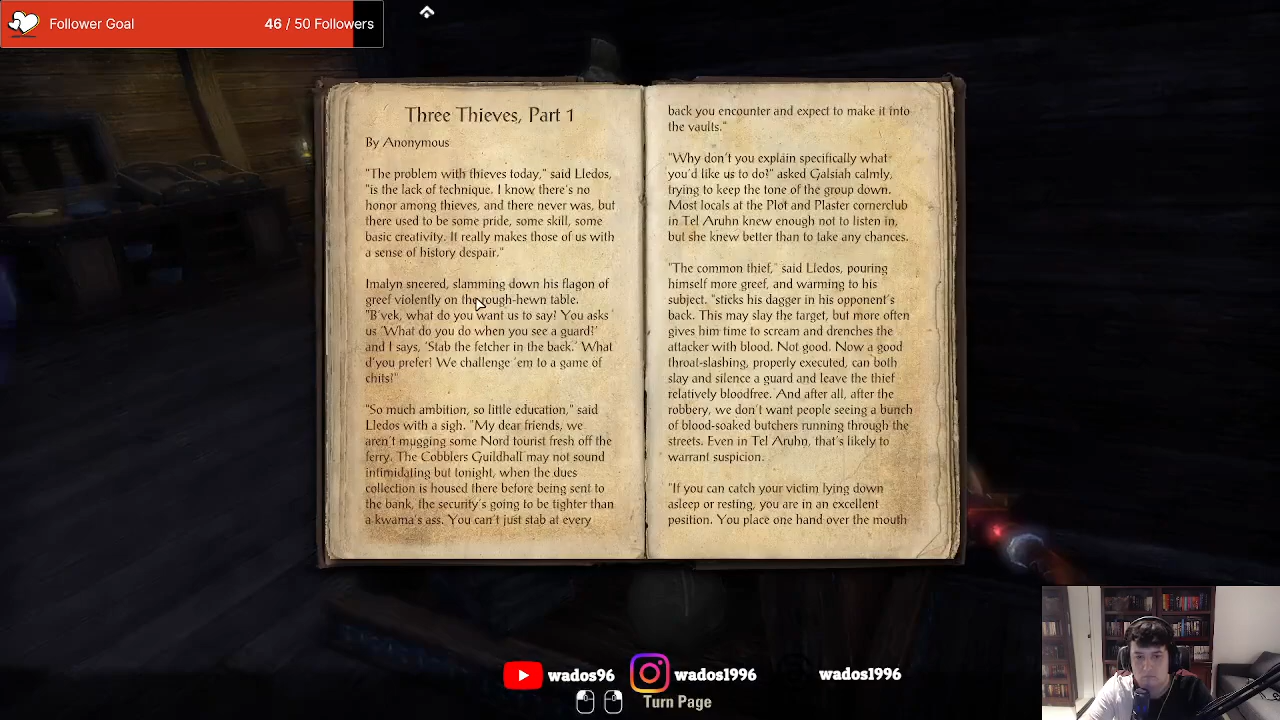 Follower Goal
46 / 50 Followers
Three Thieves, Part 1
By Anonymous
"The problem with thieves today," said Lledos,
"is the lack of technique. I know there's no
honor among thieves, and there never was, but
there used to be some pride, some skill, some
basic creativity. It really makes those of us with
a sense of history despair."
Imalyn sneered, slamming down his flagon of
greef violently on the rough-hewn table.
"B'vek, what do you want us to say? You asks
us 'What do you do when you see a guard?'
and I says, 'Stab the fetcher in the back.' What
d'you prefer? We challenge 'em to a game of
chits?"
"So much ambition, so little education," said
Lledos with a sigh. "My dear friends, we
aren't mugging some Nord tourist fresh off the
ferry. The Cobblers Guildhall may not sound
intimidating but tonight, when the dues
collection is housed there before being sent to
the bank, the security's going to be tighter than
a kwama's ass. You can't just stab at every
back you encounter and expect to make it into
the vaults."
"Why don't you explain specifically what
you'd like us to do?" asked Galsiah calmly,
trying to keep the tone of the group down.
Most locals at the Plot and Plaster cornerclub
in Tel Aruhn knew enough not to listen in,
but she knew better than to take any chances.
"The common thief," said Lledos, pouring
himself more greef, and warming to his
subject. "sticks his dagger in his opponent's
back. This may slay the target, but more often
gives him time to scream and drenches the
attacker with blood. Not good. Now a good
throat-slashing, properly executed, can both
slay and silence a guard and leave the thief
relatively bloodfree. And after all, after the
robbery, we don't want people seeing a bunch
of blood-soaked butchers running through the
streets. Even in Tel Aruhn, that's likely to
warrant suspicion.
"If you can catch your victim lying down
asleep or resting, you are in an excellent
position. You place one hand over the mouth
wados96
wados1996
wados1996
Turn Page